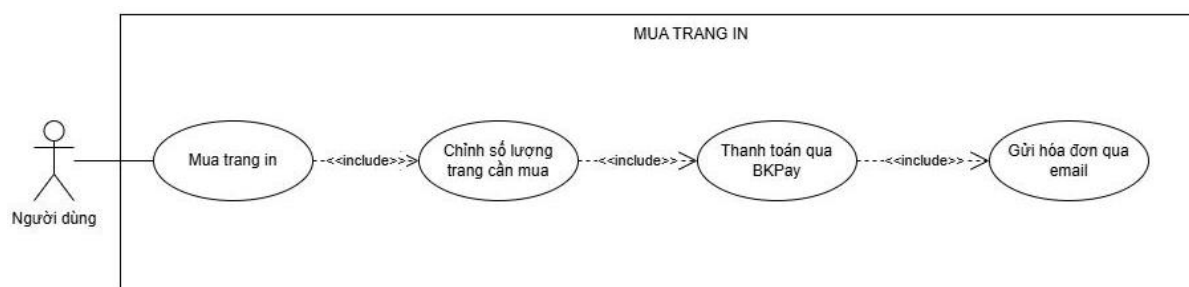 MUA TRANG IN
Người dùng
Mua trang in
<<include>>
Chỉnh số lượng
trang cần mua
<<include>>
Thanh toán qua
BKPay
<<include>>
Gửi hóa đơn qua
email